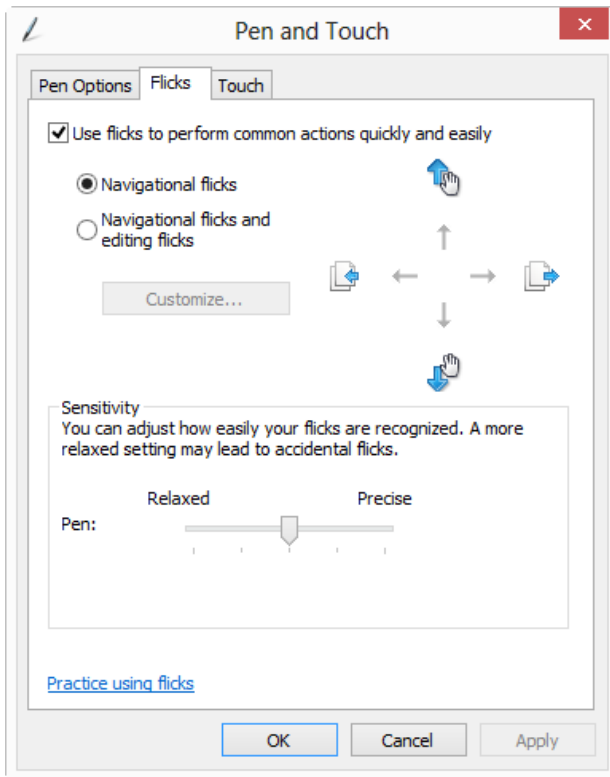 Pen and Touch
Pen Options Flicks Touch
Use flicks to perform common actions quickly and easily
Navigational flicks
Navigational flicks and
editing flicks
Customize...
Sensitivity
You can adjust how easily your flicks are recognized. A more
relaxed setting may lead to accidental flicks.
Relaxed Precise
Pen:
Practice using flicks
OK Cancel Apply